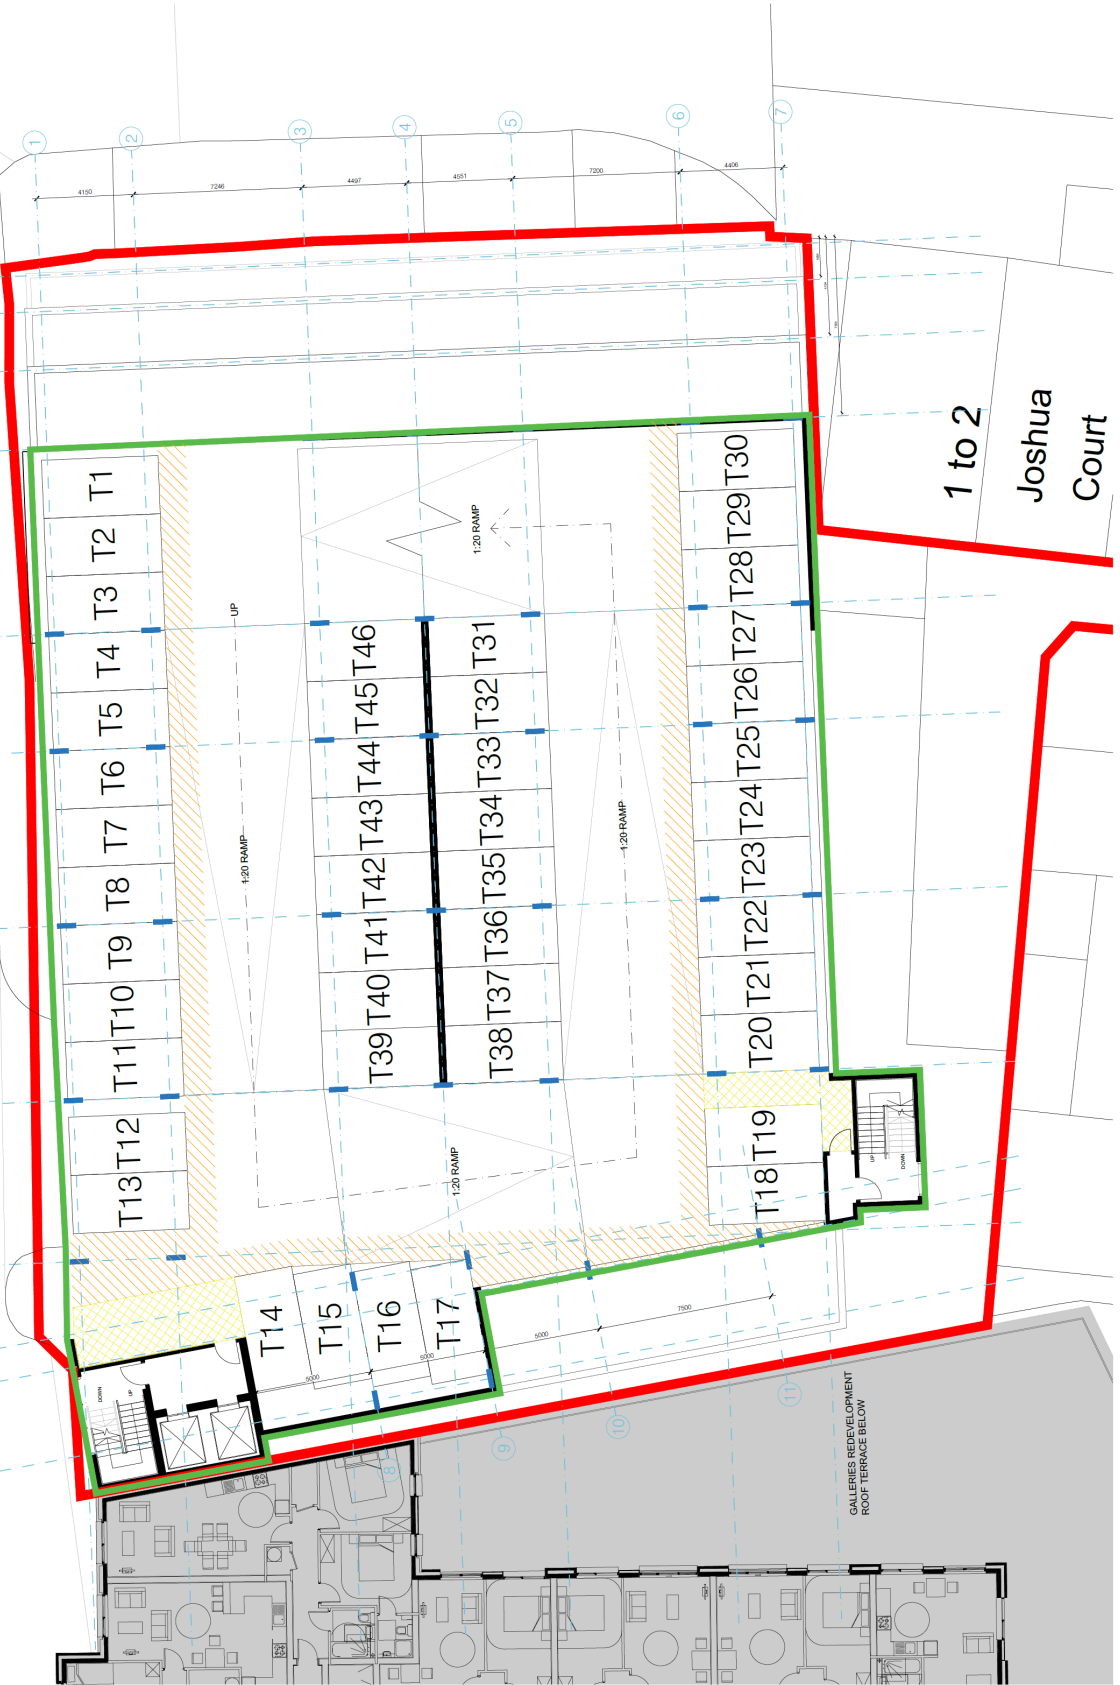 1
2
3
4
5
6
7
4150
7246
4497
4551
7200
4406
1 to 2
Joshua
Court
T1
T2
T3
T4
T5
T6
T7
T8
T9
T10
T11
T12
T13
T14
T15
T16
T17
T18
T19
T20
T21
T22
T23
T24
T25
T26
T27
T28
T29
T30
T31
T32
T33
T34
T35
T36
T37
T38
T39
T40
T41
T42
T43
T44
T45
T46
UP
1:20 RAMP
1:20 RAMP
1:20 RAMP
1:20 RAMP
UP
DOWN
DOWN
UP
5000
5000
5000
7500
8
9
10
11
GALLERIES REDEVELOPMENT
ROOF TERRACE BELOW